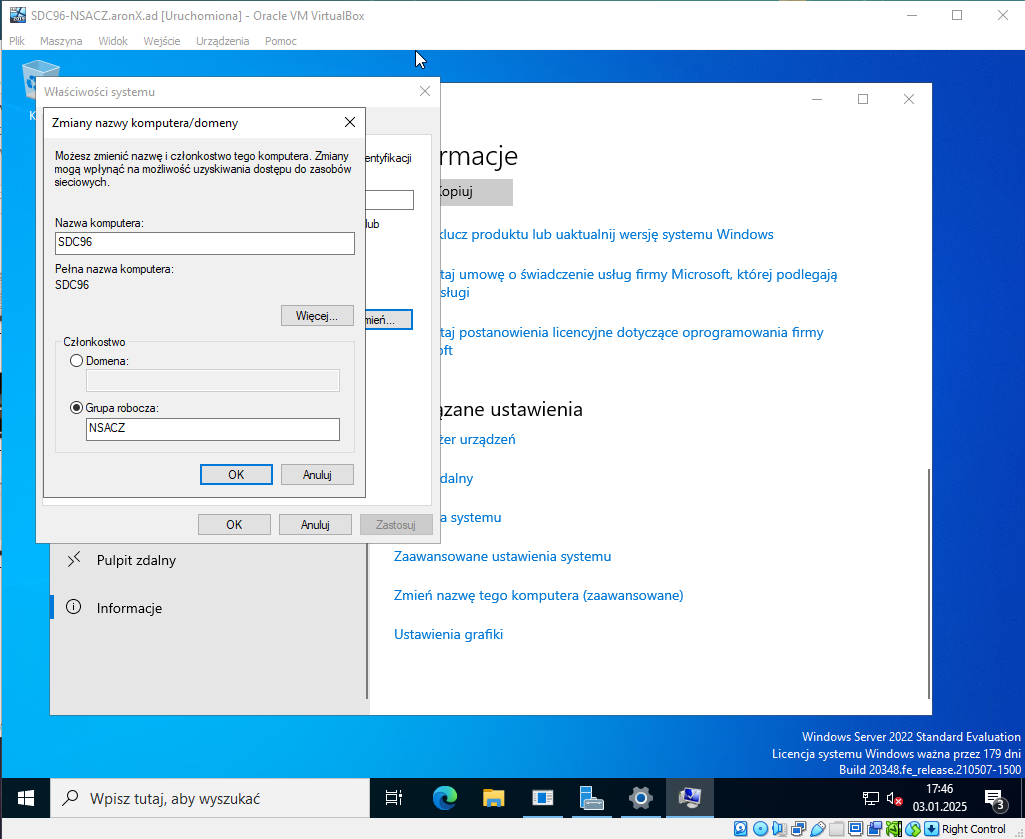 SDC96-NSACZ.aronX.ad [Uruchomiona] - Oracle VM VirtualBox
Plik Maszyna Widok Wejście Urządzenia Pomoc
Właściwości systemu
Zmiany nazwy komputera/domeny
Możesz zmienić nazwę i członkostwo tego komputera. Zmiany
mogą wpłynąć na możliwość uzyskiwania dostępu do zasobów
sieciowych.
Nazwa komputera:
SDC96
Pełna nazwa komputera:
SDC96
Więcej...
Członkostwo
Domena:
Grupa robocza:
NSACZ
OK Anuluj
entyfikacji
lub
mień...
OK Anuluj Zastosuj
rmacje
Kopiuj
klucz produktu lub uaktualnij wersję systemu Windows
taj umowę o świadczenie usług firmy Microsoft, której podlegają
sługi
taj postanowienia licencyjne dotyczące oprogramowania firmy
oft
ązane ustawienia
żer urządzeń
dalny
a systemu
Zaawansowane ustawienia systemu
Zmień nazwę tego komputera (zaawansowane)
Ustawienia grafiki
Pulpit zdalny
Informacje
Windows Server 2022 Standard Evaluation
Licencja systemu Windows ważna przez 179 dni
Build 20348.fe_release.210507-1500
Wpisz tutaj, aby wyszukać
17:46
03.01.2025
3
Right Control